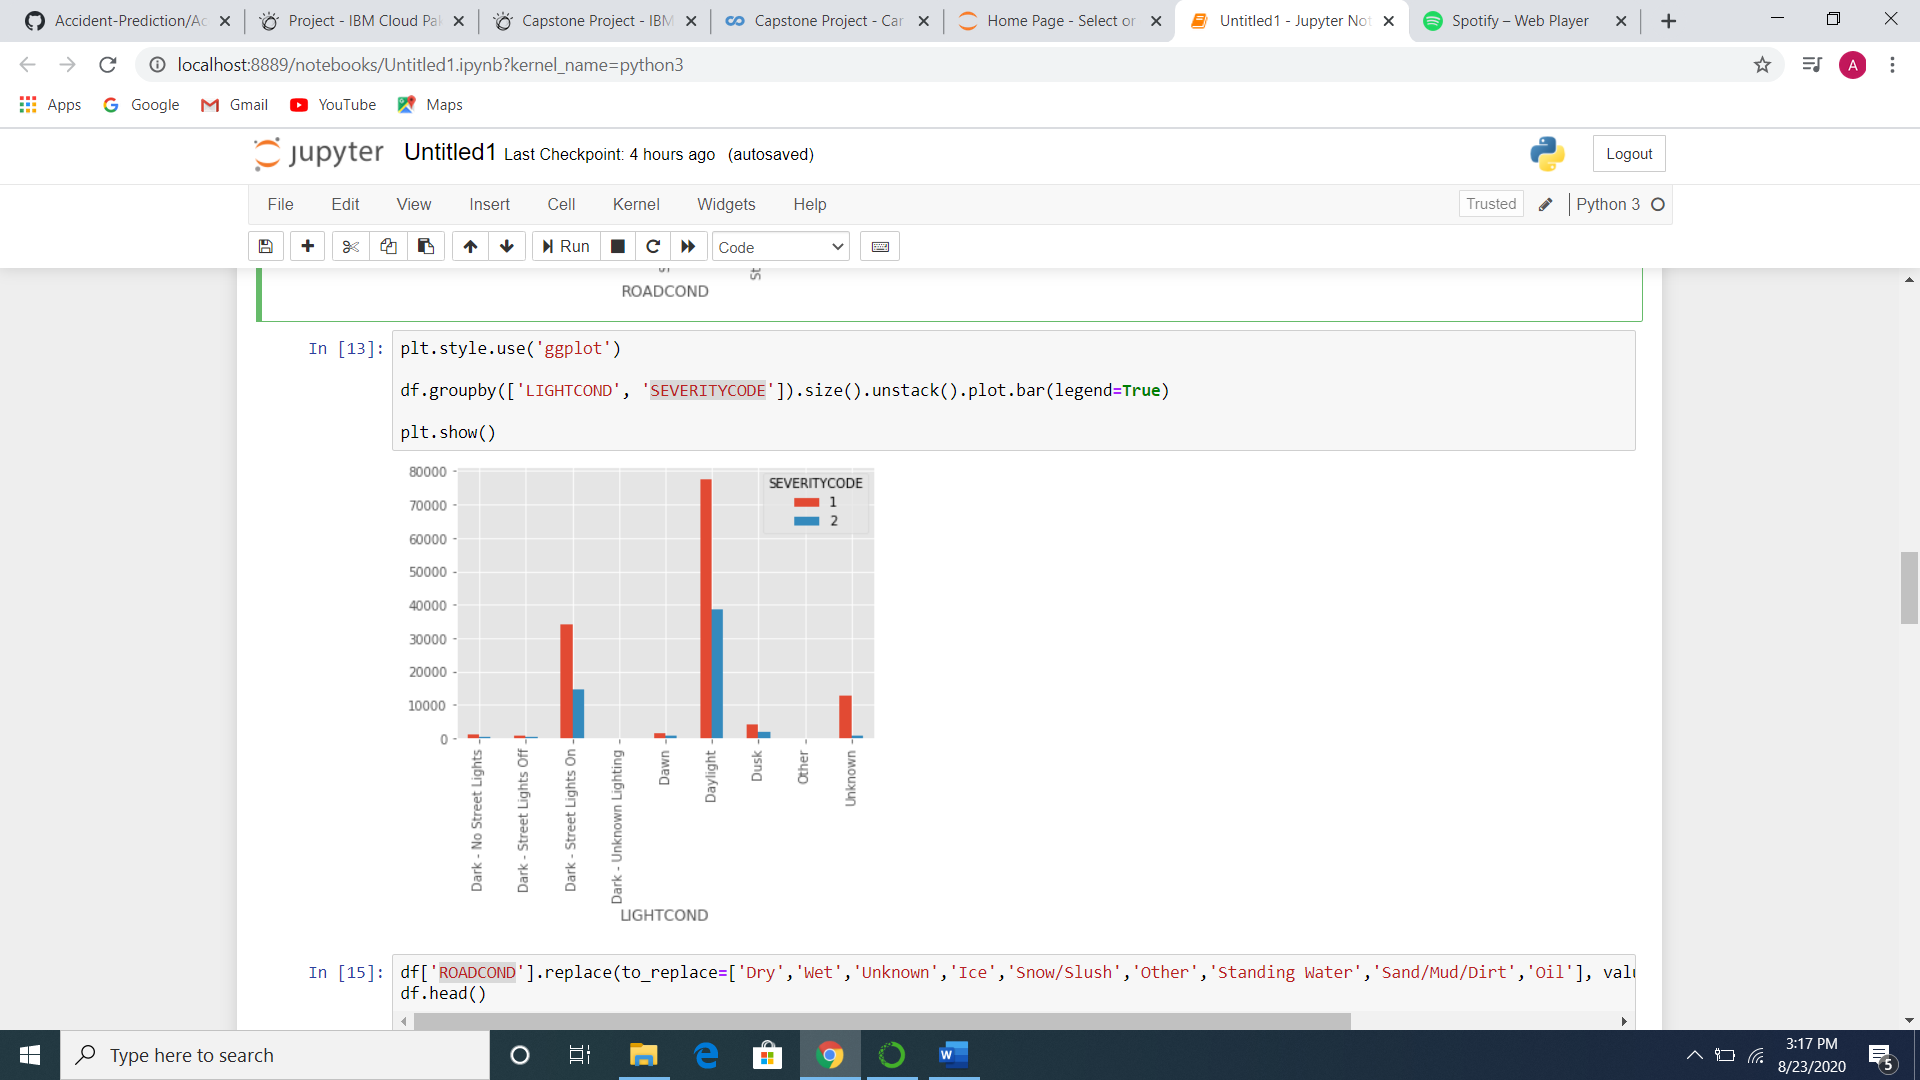 Accident-Prediction/Ac
Project - IBM Cloud Pak
Capstone Project - IBM
Capstone Project - Car
Home Page - Select or
Untitled1 - Jupyter Not
Spotify – Web Player
localhost:8889/notebooks/Untitled1.ipynb?kernel_name=python3
A
Apps
Google
Gmail
YouTube
Maps
jupyter Untitled1 Last Checkpoint: 4 hours ago (autosaved)
Logout
File Edit View Insert Cell Kernel Widgets Help
Trusted
Python 3
Run
Code
ROADCOND
In [13]:
plt.style.use('ggplot')
df.groupby(['LIGHTCOND', 'SEVERITYCODE']).size().unstack().plot.bar(legend=True)
plt.show()
80000
70000
60000
50000
40000
30000
20000
10000
0
SEVERITYCODE
1
2
Dark - No Street Lights
Dark - Street Lights Off
Dark - Street Lights On
Dark - Unknown Lighting
Dawn
Daylight
Dusk
Other
Unknown
LIGHTCOND
In [15]:
df['ROADCOND'].replace(to_replace=['Dry','Wet','Unknown','Ice','Snow/Slush','Other','Standing Water','Sand/Mud/Dirt','Oil'], valu
df.head()
Type here to search
3:17 PM
8/23/2020
5